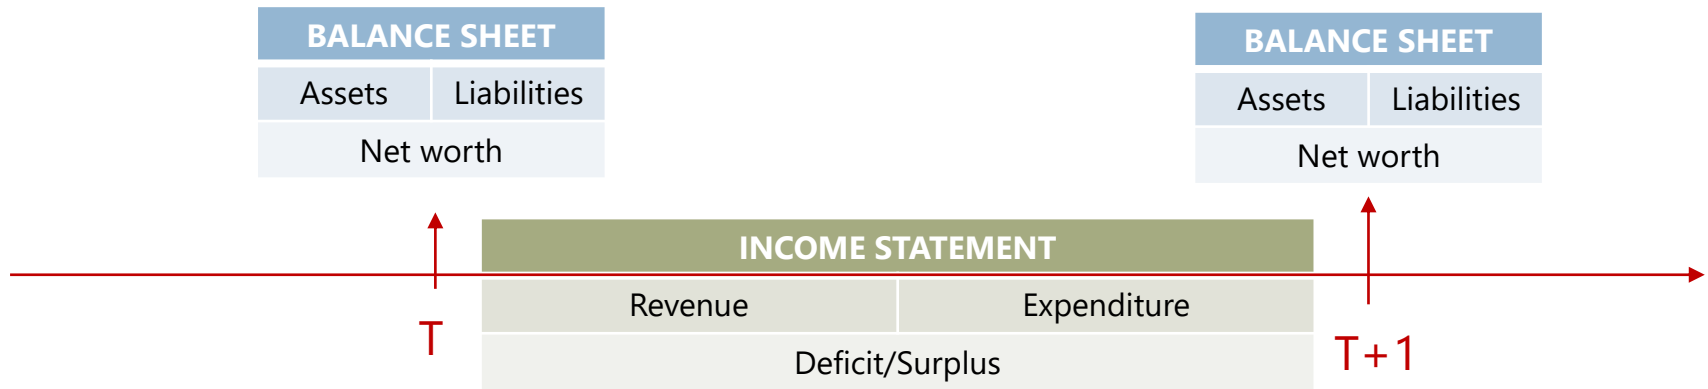 BALANCE SHEET
Assets Liabilities
Net worth
BALANCE SHEET
Assets Liabilities
Net worth
INCOME STATEMENT
Revenue Expenditure
Deficit/Surplus
T
T+1